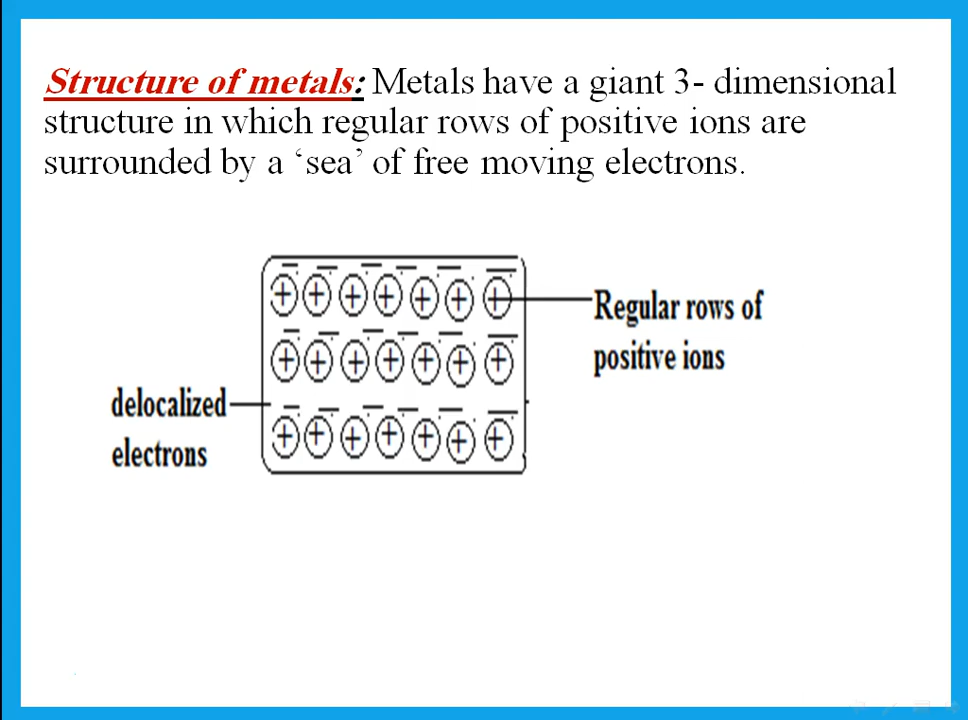 Structure of metals: Metals have a giant 3- dimensional
structure in which regular rows of positive ions are
surrounded by a ‘sea’ of free moving electrons.
Regular rows of
positive ions
delocalized
electrons